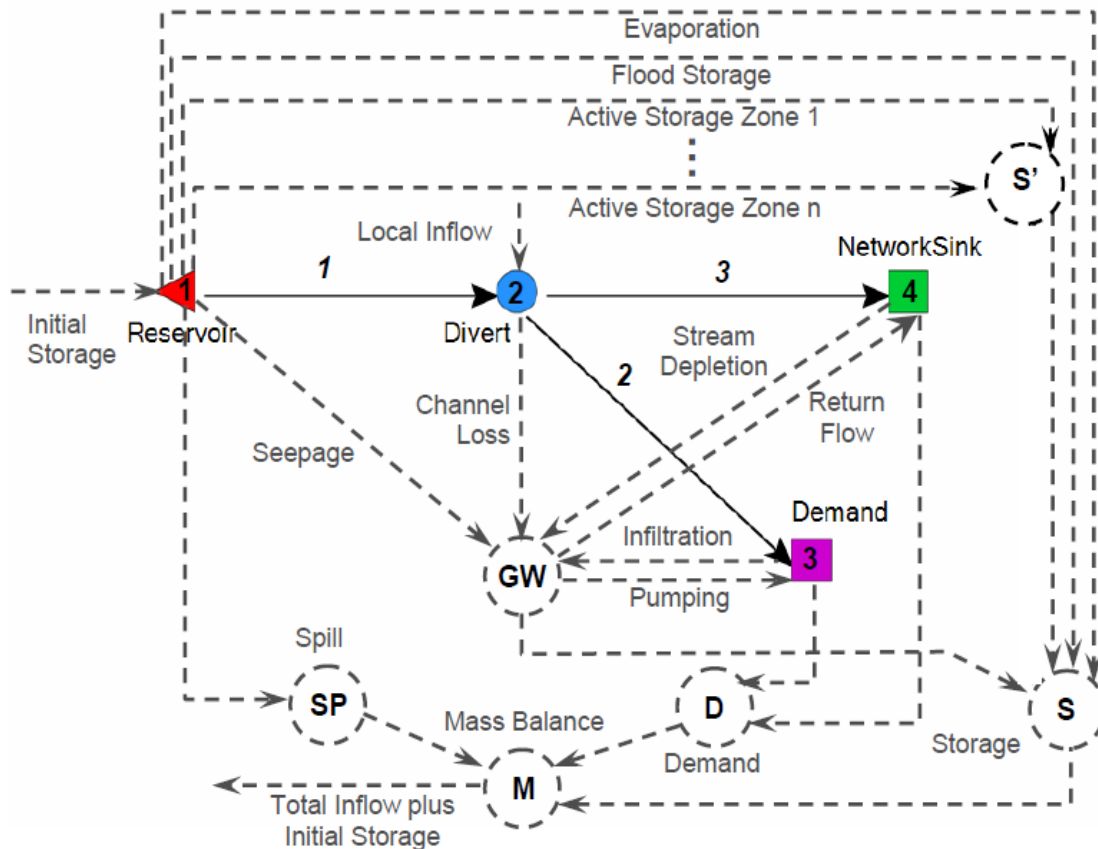 Evaporation
Flood Storage
Active Storage Zone 1
S'
Active Storage Zone n
Local Inflow
NetworkSink
1
3
1
2
4
Initial
Storage
Reservoir
Divert
Stream
Depletion
2
Channel
Loss
Return
Flow
Seepage
Demand
Infiltration
3
GW
Pumping
Spill
SP
D
S
Mass Balance
Storage
Demand
M
Total Inflow plus
Initial Storage